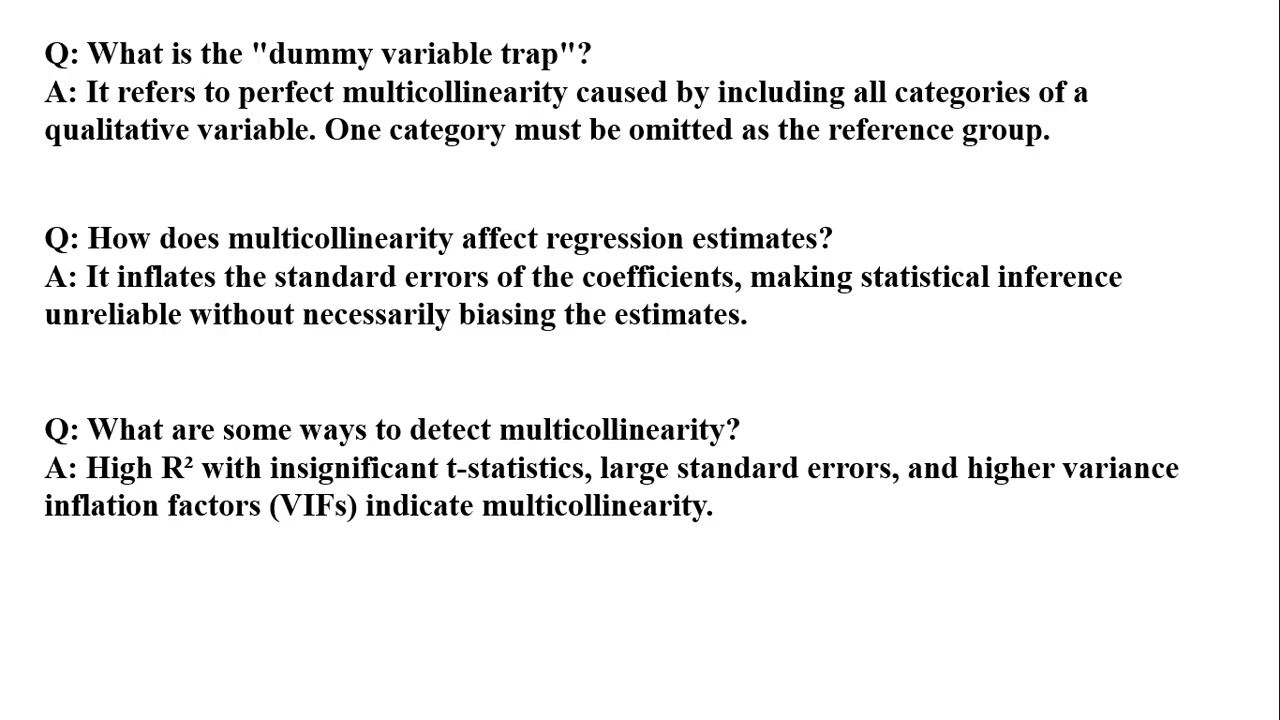 Q: What is the "dummy variable trap"?
A: It refers to perfect multicollinearity caused by including all categories of a
qualitative variable. One category must be omitted as the reference group.
Q: How does multicollinearity affect regression estimates?
A: It inflates the standard errors of the coefficients, making statistical inference
unreliable without necessarily biasing the estimates.
Q: What are some ways to detect multicollinearity?
A: High R² with insignificant t-statistics, large standard errors, and higher variance
inflation factors (VIFs) indicate multicollinearity.